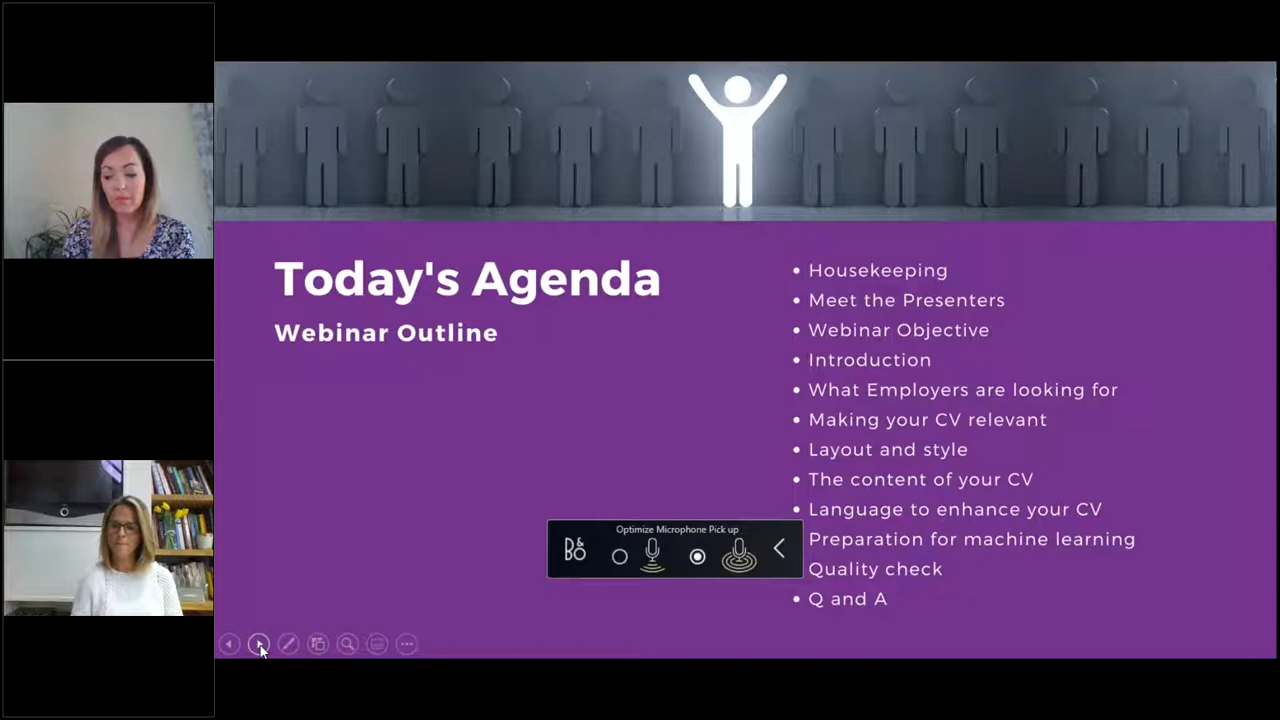 Today's Agenda
Webinar Outline
Housekeeping
Meet the Presenters
Webinar Objective
Introduction
What Employers are looking for
Making your CV relevant
Layout and style
The content of your CV
Language to enhance your CV
Preparation for machine learning
Quality check
Q and A
Optimize Microphone Pick up
B&O